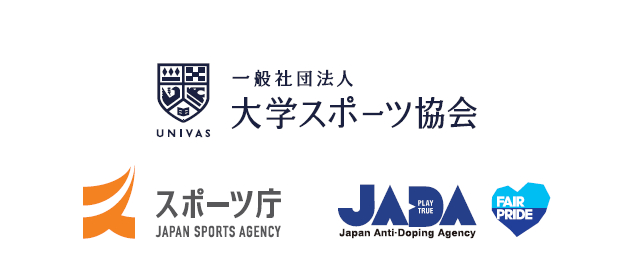 一般社団法人
大学スポーツ協会
UNIVAS
スポーツ庁
JAPAN SPORTS AGENCY
JADA
PLAY
TRUE
Japan Anti-Doping Agency
FAIR
PRIDE